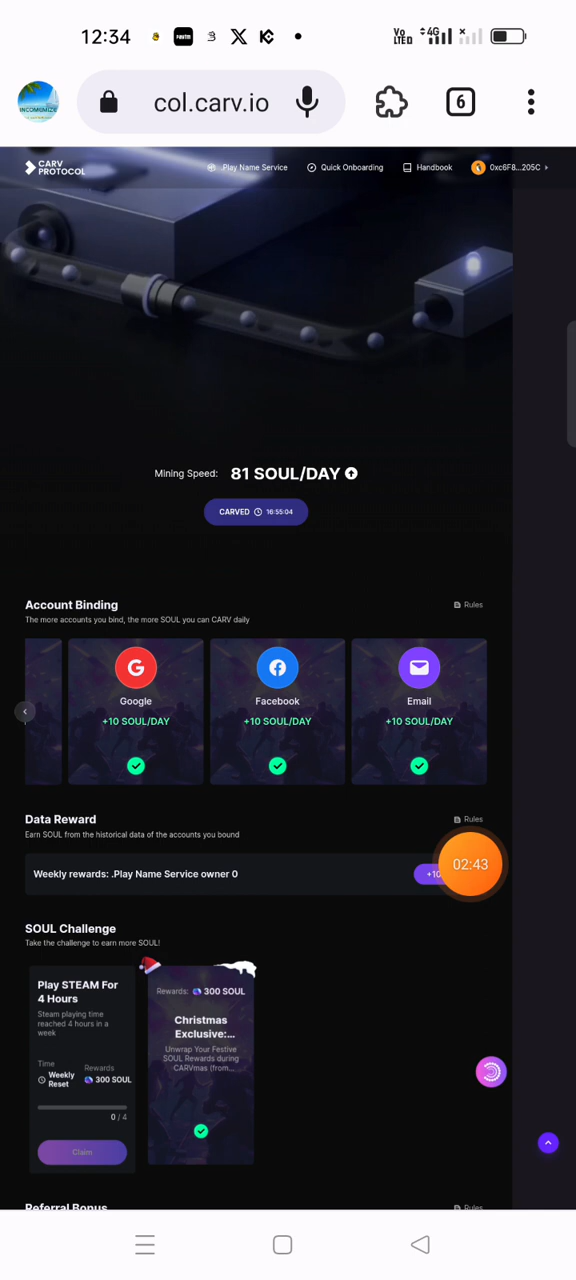 12:34
Paytm
Vo
LTE
4G
col.carv.io
6
INCOMONIZE
CARV
PROTOCOL
.Play Name Service
Quick Onboarding
Handbook
0xc6F8...205C
Mining Speed: 81 SOUL/DAY
CARVED 16:55:04
Account Binding
Rules
The more accounts you bind, the more SOUL you can CARV daily
Google
Facebook
Email
+10 SOUL/DAY
+10 SOUL/DAY
+10 SOUL/DAY
Data Reward
Rules
Earn SOUL from the historical data of the accounts you bound
Weekly rewards: .Play Name Service owner 0
+10
02:43
SOUL Challenge
Take the challenge to earn more SOUL!
Play STEAM For
4 Hours
Steam playing time
reached 4 hours in a
week
Time
Weekly
Reset
Rewards
300 SOUL
0 / 4
Claim
Rewards: 300 SOUL
Christmas
Exclusive:...
Unwrap Your Festive
SOUL Rewards during
CARVmas (from...
Referral Bonus
Rules